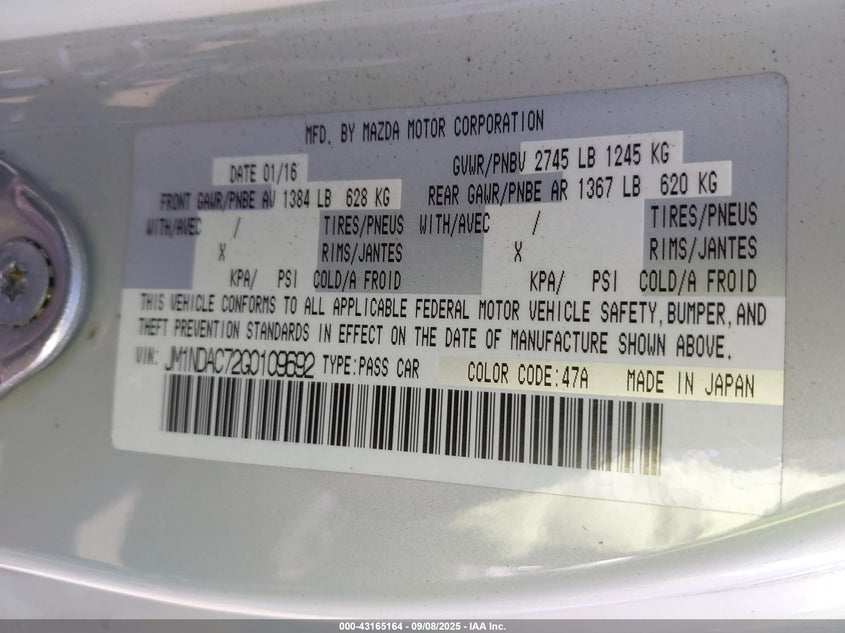 MFD. BY MAZDA MOTOR CORPORATION
DATE 01/16 GVWR/PNBV 2745 LB 1245 KG
FRONT GAWR/PNBE AV 1384 LB 628 KG REAR GAWR/PNBE AR 1367 LB 620 KG
WITH/AVEC / TIRES/PNEUS WITH/AVEC / TIRES/PNEUS
X RIMS/JANTES X RIMS/JANTES
KPA/ PSI COLD/A FROID KPA/ PSI COLD/A FROID
THIS VEHICLE CONFORMS TO ALL APPLICABLE FEDERAL MOTOR VEHICLE SAFETY, BUMPER, AND
THEFT PREVENTION STANDARDS IN EFFECT ON THE DATE OF MANUFACTURE SHOWN ABOVE.
VIN: JM1NDAC72G0109692 TYPE:PASS CAR COLOR CODE:47A MADE IN JAPAN
000-43165164 - 09/08/2025 - IAA Inc.